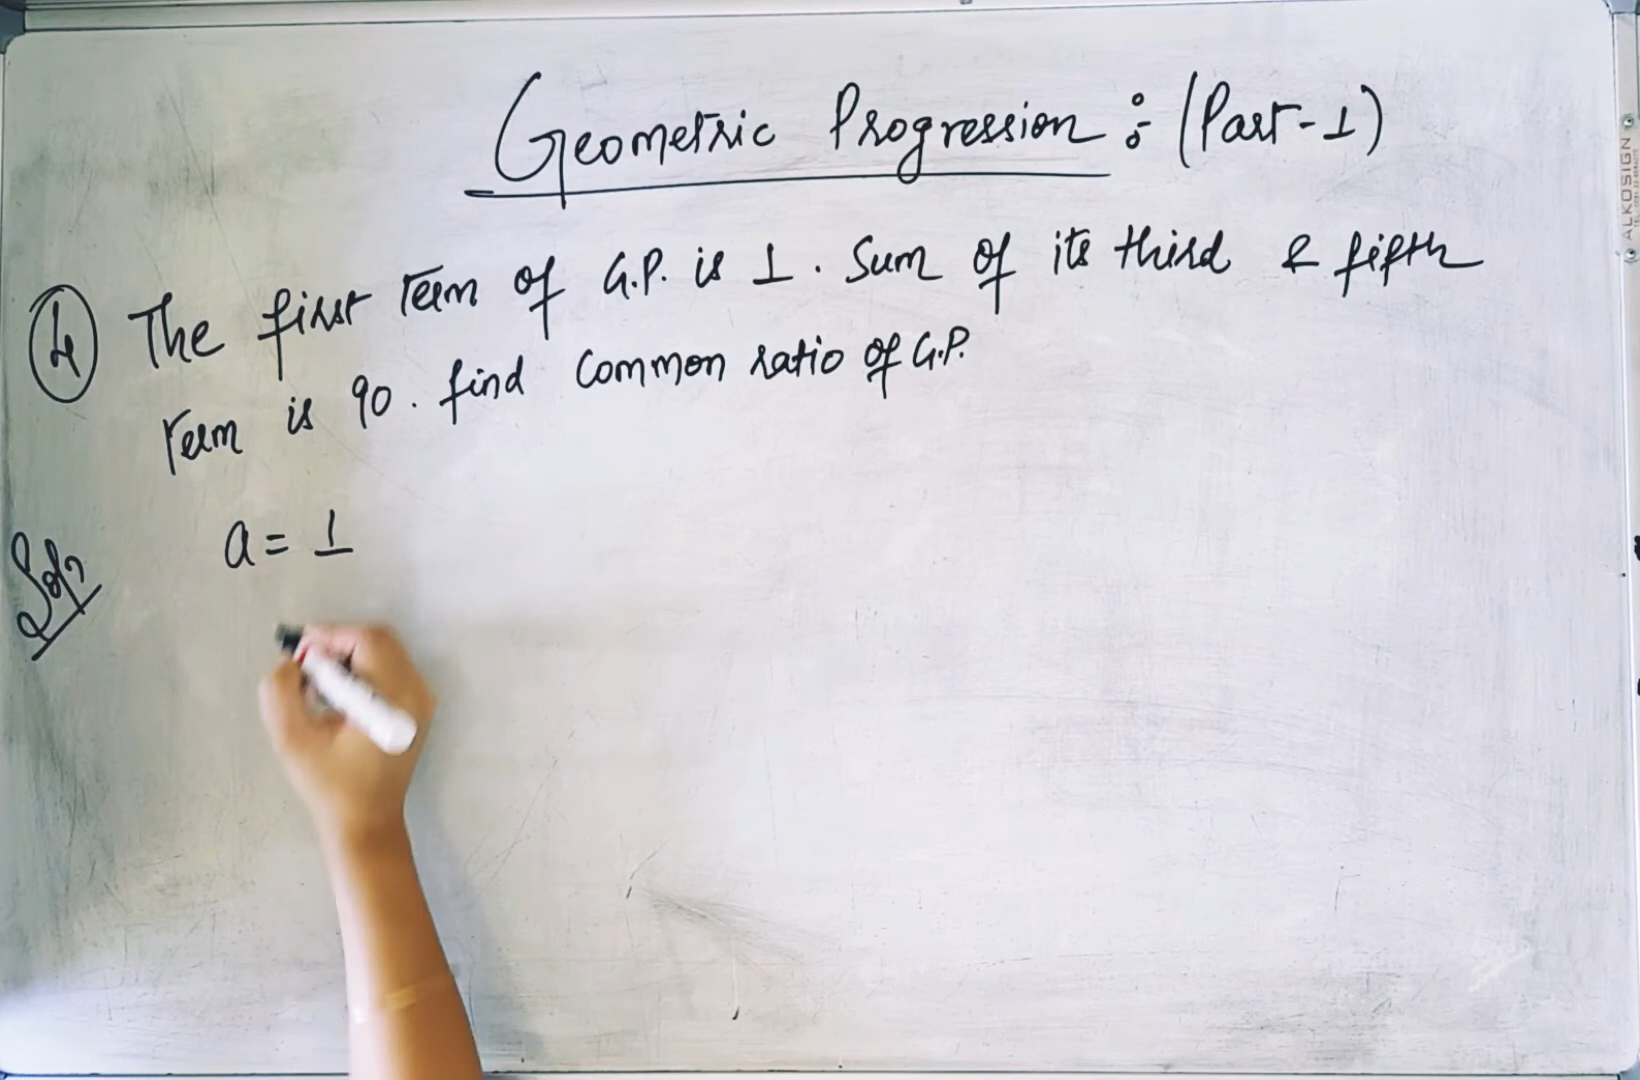 Geometric Progression :- (Part-1)
4 The first term of G.P. is 1. Sum of its third & fifth
term is 90. find Common ratio of G.P.
Sol?
a = 1
ALKOSIGN